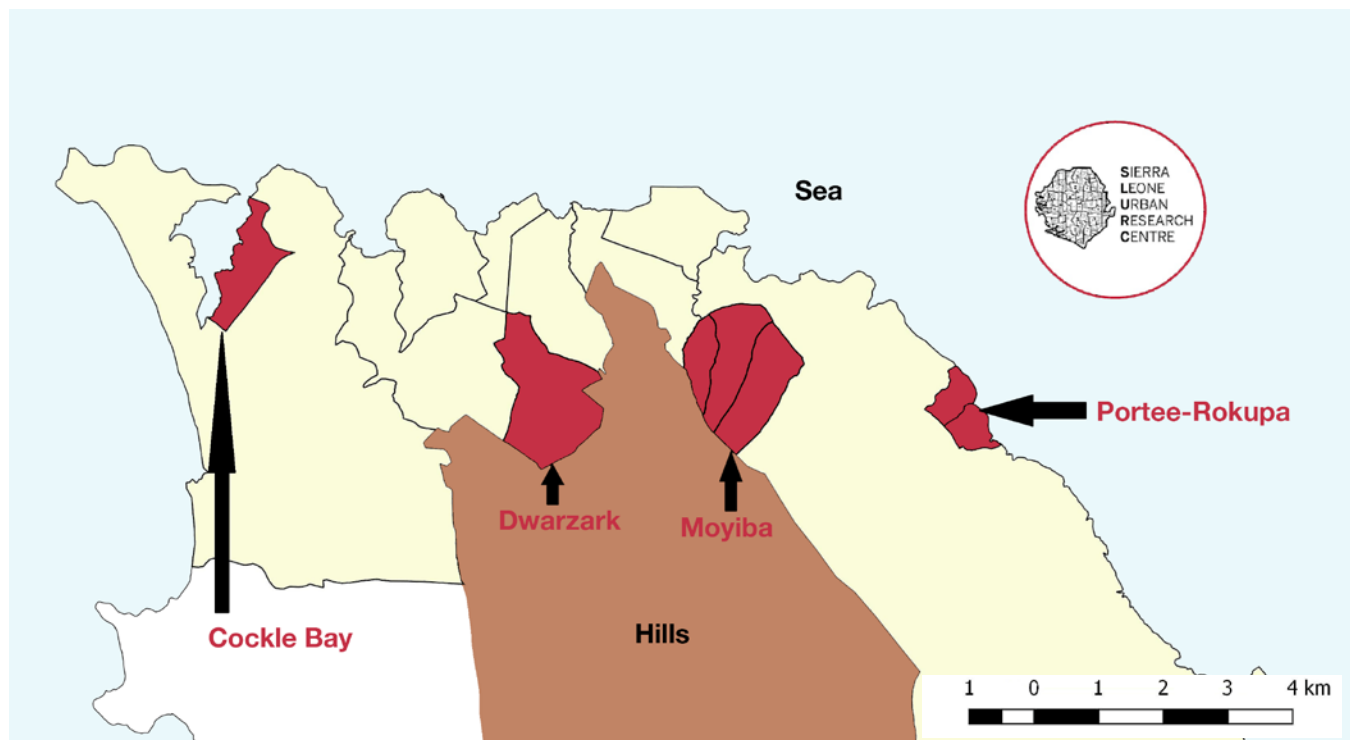 Sea
SIERRA
LEONE
URBAN
RESEARCH
CENTRE
Portee-Rokupa
Dwarzark
Moyiba
Cockle Bay
Hills
1 0 1 2 3 4 km